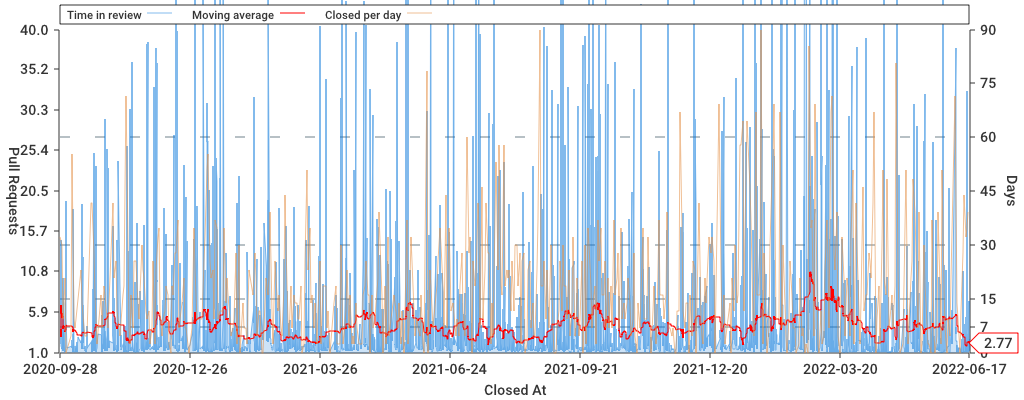 Time in review Moving average Closed per day
40.0 90
35.2 75
30.3
25.4 60
20.5 45
15.7 30
10.8
5.9 15
7
1.0 0
2.77
Pull Requests
Days
2020-09-28 2020-12-26 2021-03-26 2021-06-24 2021-09-21 2021-12-20 2022-03-20 2022-06-17
Closed At